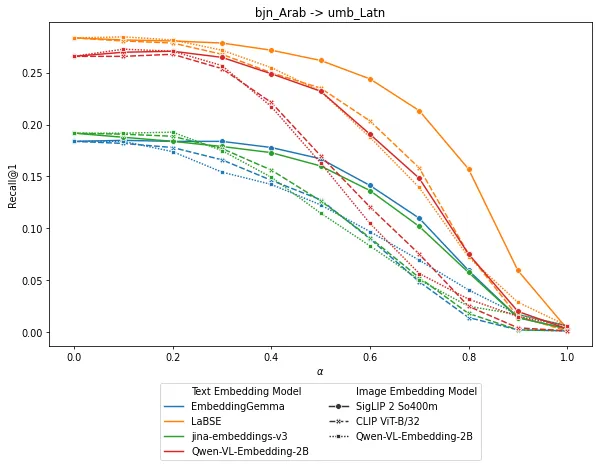 bjn_Arab -> umb_Latn
Recall@1
0.25
0.20
0.15
0.10
0.05
0.00
0.0 0.2 0.4 0.6 0.8 1.0
α
Text Embedding Model Image Embedding Model
EmbeddingGemma SigLIP 2 So400m
LaBSE CLIP ViT-B/32
jina-embeddings-v3 Qwen-VL-Embedding-2B
Qwen-VL-Embedding-2B